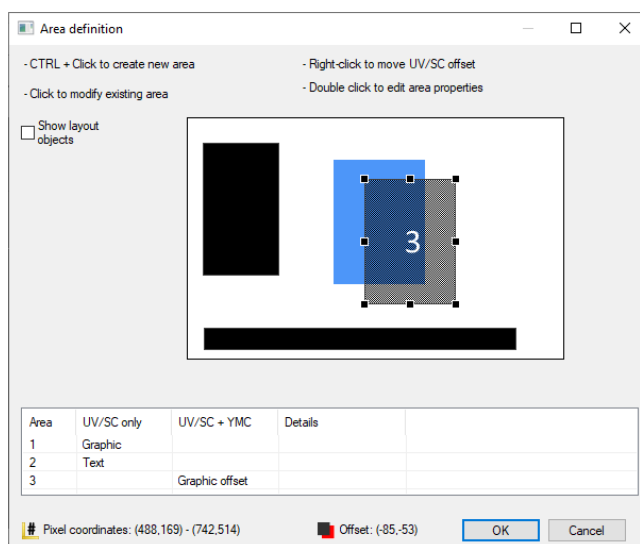 Area definition
- CTRL + Click to create new area
- Right-click to move UV/SC offset
- Click to modify existing area
- Double click to edit area properties
Show layout
objects
3
Area UV/SC only UV/SC + YMC Details
1 Graphic
2 Text
3 Graphic offset
# Pixel coordinates: (488,169) - (742,514) Offset: (-85,-53) OK Cancel